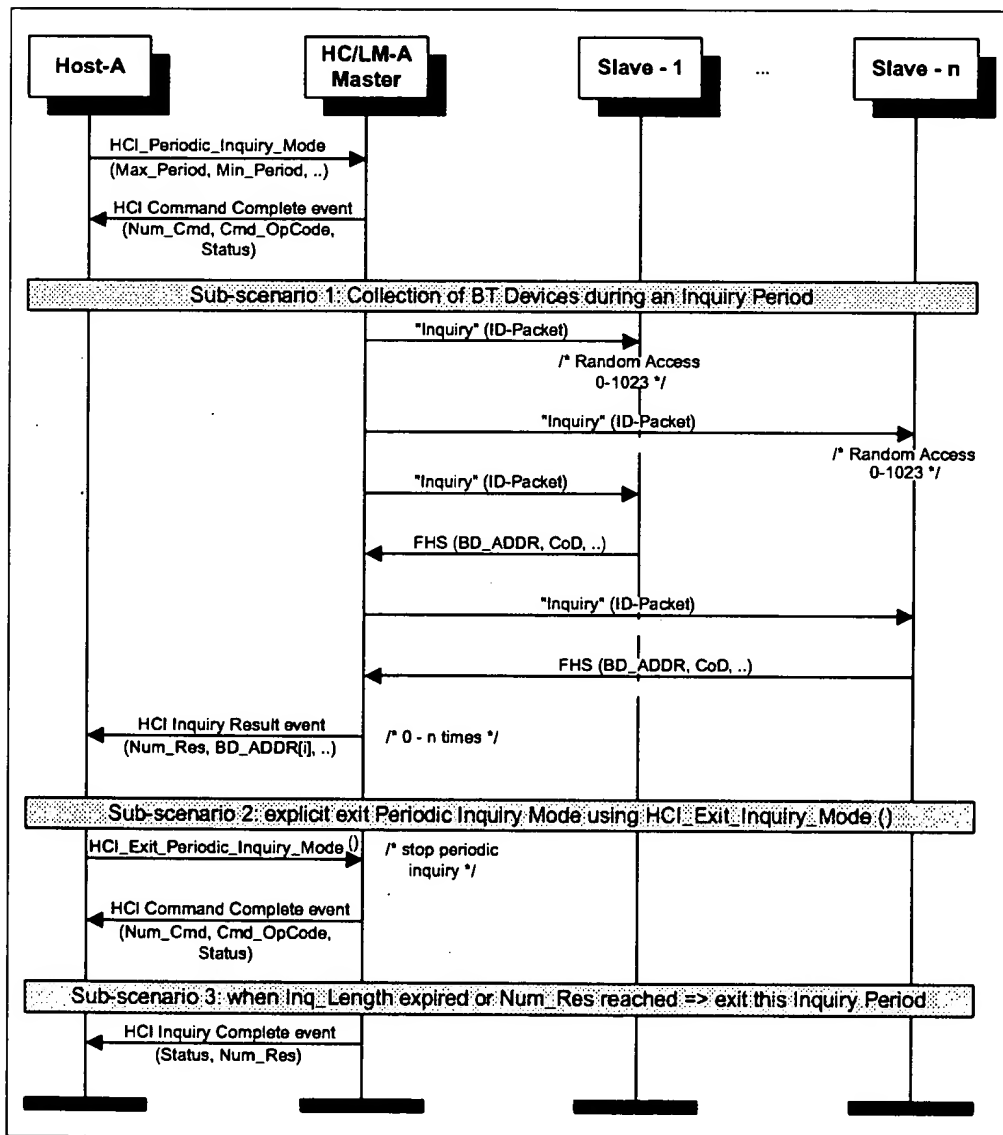 Host-A
HC/LM-A
Master
Slave - 1
...
Slave - n
HCI_Periodic_Inquiry_Mode
(Max_Period, Min_Period, ..)
HCI Command Complete event
(Num_Cmd, Cmd_OpCode,
Status)
Sub-scenario 1: Collection of BT Devices during an Inquiry Period
"Inquiry" (ID-Packet)
/* Random Access
0-1023 */
"Inquiry" (ID-Packet)
/* Random Access
0-1023 */
"Inquiry" (ID-Packet)
FHS (BD_ADDR, CoD, ..)
"Inquiry" (ID-Packet)
FHS (BD_ADDR, CoD, ..)
HCI Inquiry Result event
(Num_Res, BD_ADDR[i], ..)
/* 0 - n times */
Sub-scenario 2: explicit exit Periodic Inquiry Mode using HCI_Exit_Inquiry_Mode ()
HCI_Exit_Periodic_Inquiry_Mode ()
/* stop periodic
inquiry */
HCI Command Complete event
(Num_Cmd, Cmd_OpCode,
Status)
Sub-scenario 3: when Inq_Length expired or Num_Res reached => exit this Inquiry Period
HCI Inquiry Complete event
(Status, Num_Res)